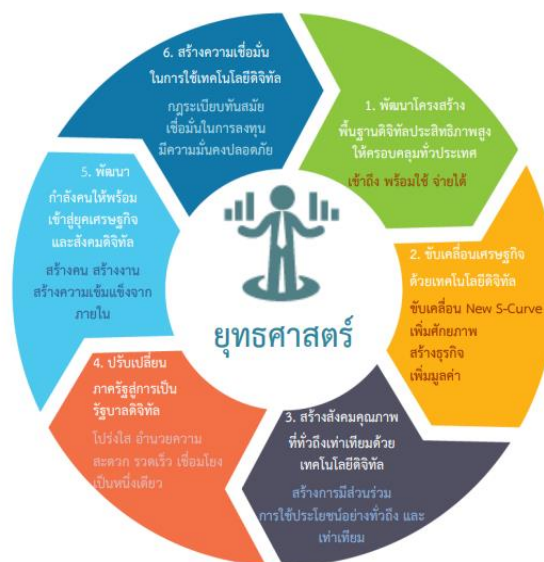 6. สร้างความเชื่อมั่น
ในการใช้เทคโนโลยีดิจิทัล
กฎระเบียบทันสมัย
เชื่อมั่นในการลงทุน
มีความมั่นคงปลอดภัย
1. พัฒนาโครงสร้าง
พื้นฐานดิจิทัลประสิทธิภาพสูง
ให้ครอบคลุมทั่วประเทศ
เข้าถึง พร้อมใช้ จ่ายได้
2. ขับเคลื่อนเศรษฐกิจ
ด้วยเทคโนโลยีดิจิทัล
ขับเคลื่อน New S-Curve
เพิ่มศักยภาพ
สร้างธุรกิจ
เพิ่มมูลค่า
3. สร้างสังคมคุณภาพ
ที่ทั่วถึงเท่าเทียมด้วย
เทคโนโลยีดิจิทัล
สร้างการมีส่วนร่วม
การใช้ประโยชน์อย่างทั่วถึง และ
เท่าเทียม
4. ปรับเปลี่ยน
ภาครัฐสู่การเป็น
รัฐบาลดิจิทัล
โปร่งใส อำนวยความ
สะดวก รวดเร็ว เชื่อมโยง
เป็นหนึ่งเดียว
5. พัฒนา
กำลังคนให้พร้อม
เข้าสู่ยุคเศรษฐกิจ
และสังคมดิจิทัล
สร้างคน สร้างงาน
สร้างความเข้มแข็งจาก
ภายใน
ยุทธศาสตร์